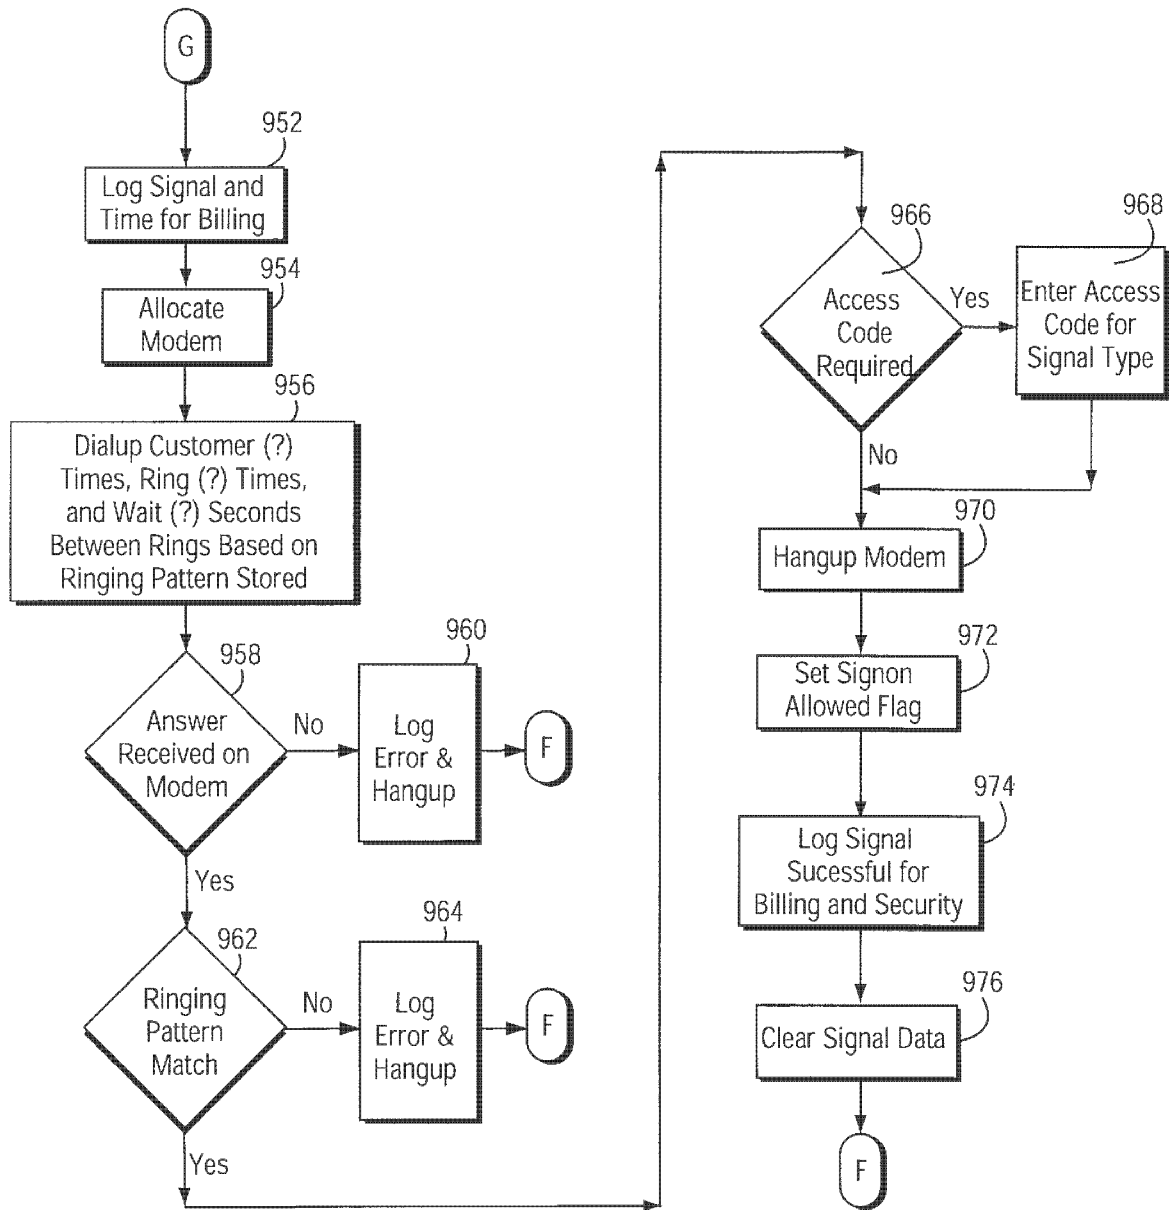 G
952
Log Signal and
Time for Billing
954
Allocate
Modem
956
Dialup Customer (?)
Times, Ring (?) Times,
and Wait (?) Seconds
Between Rings Based on
Ringing Pattern Stored
958
Answer
Received on
Modem
No
960
Log
Error &
Hangup
F
Yes
962
Ringing
Pattern
Match
No
964
Log
Error &
Hangup
F
Yes
966
Access
Code
Required
Yes
968
Enter Access
Code for
Signal Type
No
970
Hangup Modem
972
Set Signon
Allowed Flag
974
Log Signal
Sucessful for
Billing and Security
976
Clear Signal Data
F